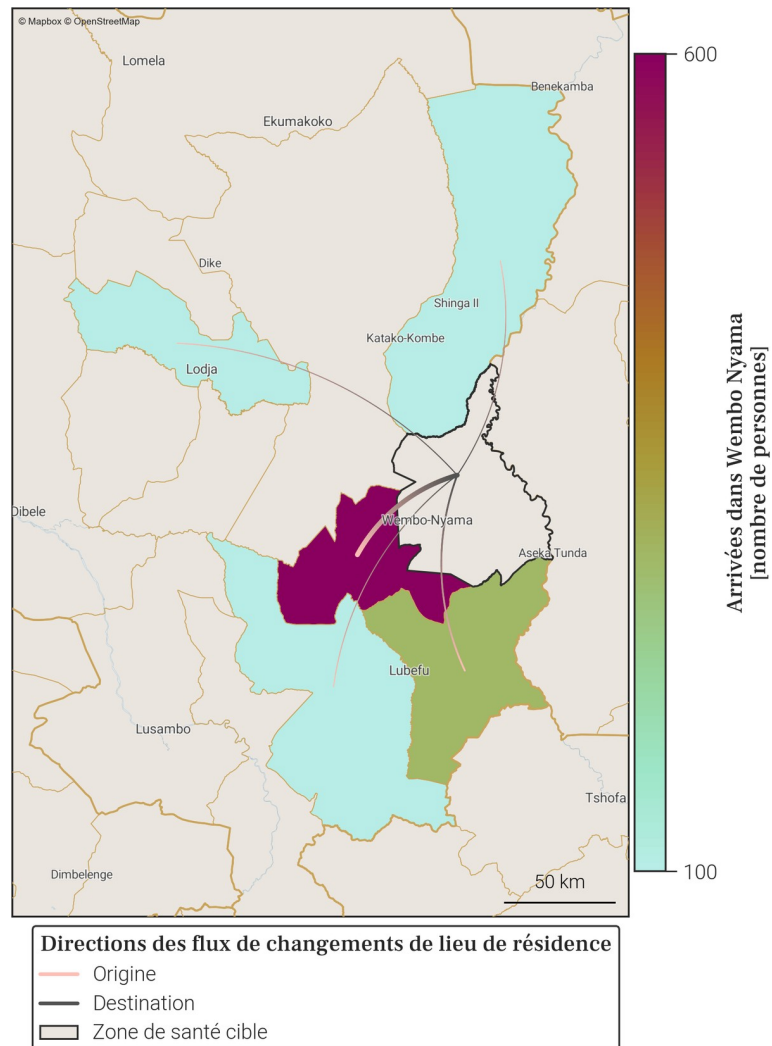 © Mapbox © OpenStreetMap
Lomela
Benekamba
Ekumakoko
Dike
Shinga II
Katako-Kombe
Lodja
Dibele
Wembo-Nyama
Aseka Tunda
Lubefu
Lusambo
Tshofa
Dimbelenge
50 km
600
100
Arrivées dans Wembo Nyama
[nombre de personnes]
Directions des flux de changements de lieu de résidence
Origine
Destination
Zone de santé cible